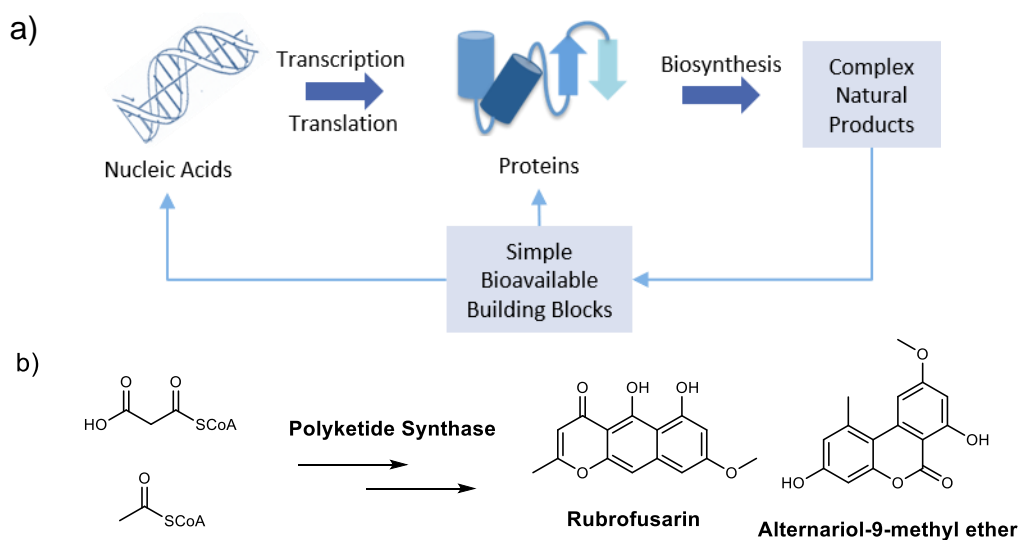 a)
Nucleic Acids
Transcription
Translation
Proteins
Biosynthesis
Complex
Natural
Products
Simple
Bioavailable
Building Blocks
b)
O
O
HO
SCoA
O
SCoA
Polyketide Synthase
O
OH
OH
O
O
Rubrofusarin
O
OH
HO
O
O
Alternariol-9-methyl ether